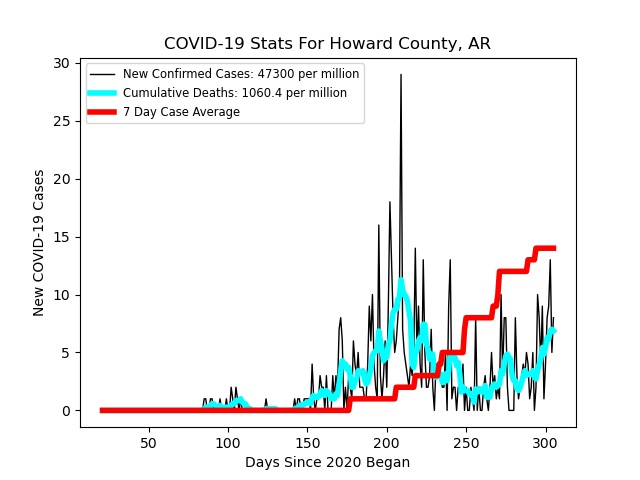 COVID-19 Stats For Howard County, AR
New Confirmed Cases: 47300 per million
Cumulative Deaths: 1060.4 per million
7 Day Case Average
New COVID-19 Cases
30
25
20
15
10
5
0
50 100 150 200 250 300
Days Since 2020 Began